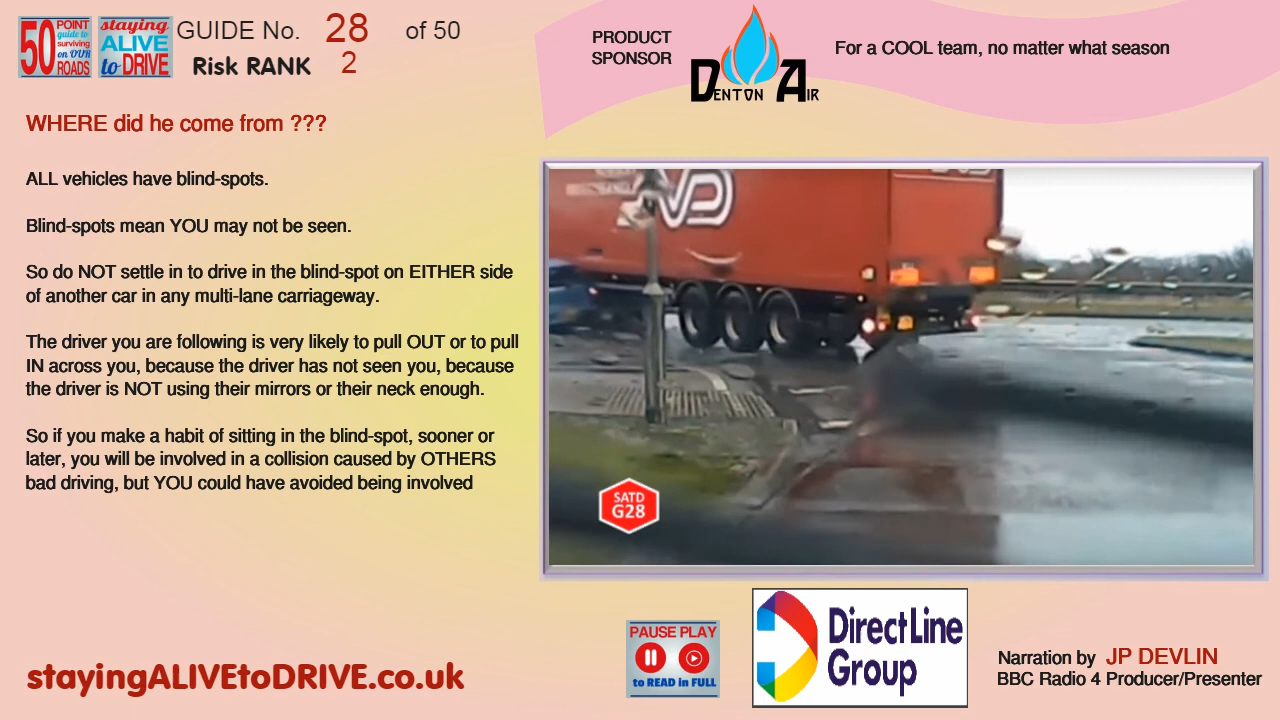 50 POINT
guide to
surviving
on OUR
ROADS
staying
ALIVE
to DRIVE
GUIDE No. 28 of 50
Risk RANK 2
PRODUCT
SPONSOR
DENTON AIR
For a COOL team, no matter what season
WHERE did he come from ???
ALL vehicles have blind-spots.
Blind-spots mean YOU may not be seen.
So do NOT settle in to drive in the blind-spot on EITHER side
of another car in any multi-lane carriageway.
The driver you are following is very likely to pull OUT or to pull
IN across you, because the driver has not seen you, because
the driver is NOT using their mirrors or their neck enough.
So if you make a habit of sitting in the blind-spot, sooner or
later, you will be involved in a collision caused by OTHERS
bad driving, but YOU could have avoided being involved
SATD
G28
stayingALIVEtoDRIVE.co.uk
PAUSE PLAY
to READ in FULL
Direct Line
Group
Narration by JP DEVLIN
BBC Radio 4 Producer/Presenter